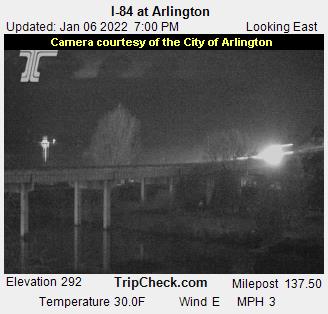 I-84 at Arlington
Updated: Jan 06 2022 7:00 PM Looking East
Camera courtesy of the City of Arlington
Elevation 292 TripCheck.com Milepost 137.50
Temperature 30.0F Wind E MPH 3